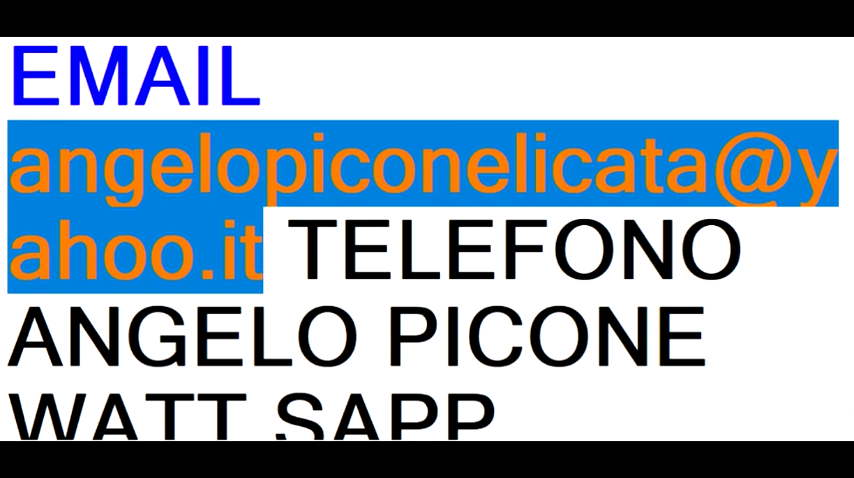 EMAIL
angelopiconelicata@y
ahoo.it TELEFONO
ANGELO PICONE
WATT SAPP